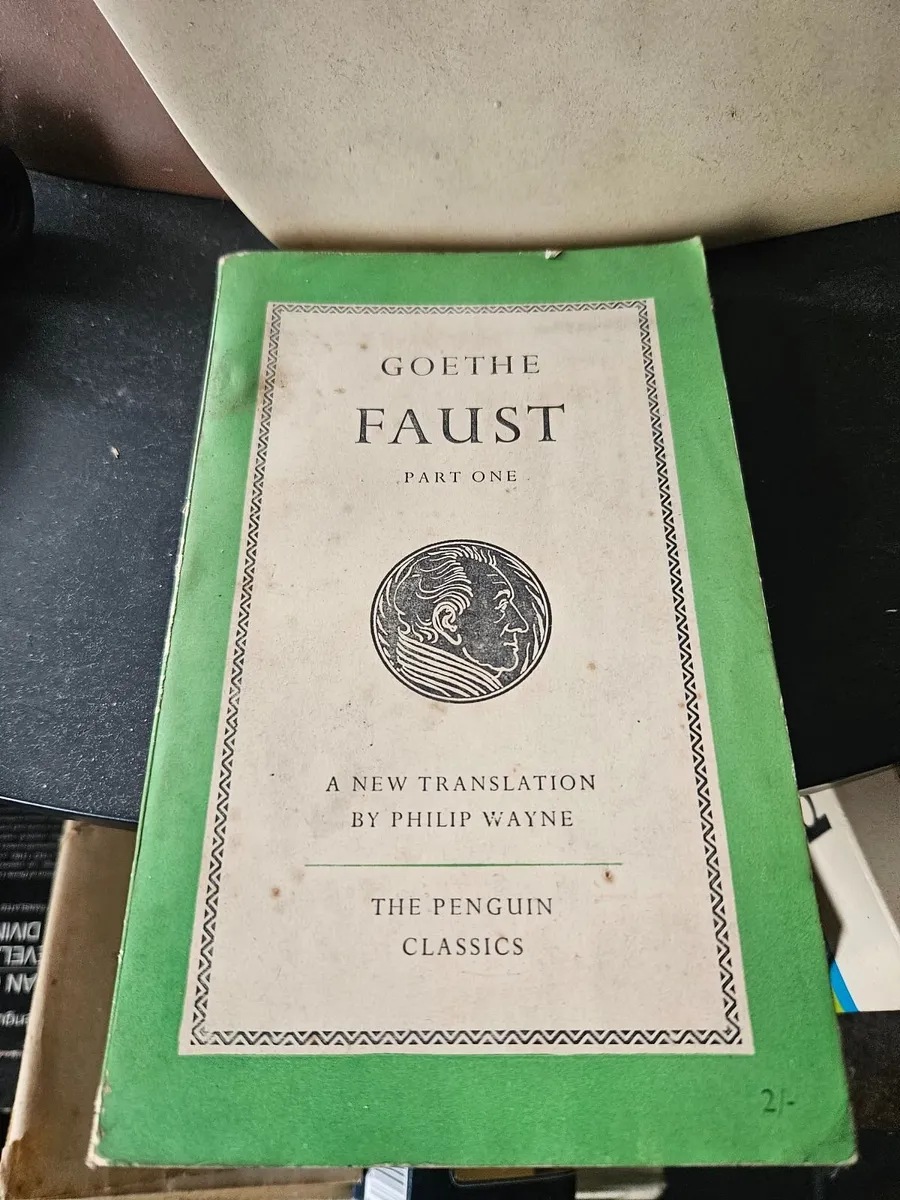 GOETHE
FAUST
PART ONE
A NEW TRANSLATION
BY PHILIP WAYNE
THE PENGUIN
CLASSICS
2/-